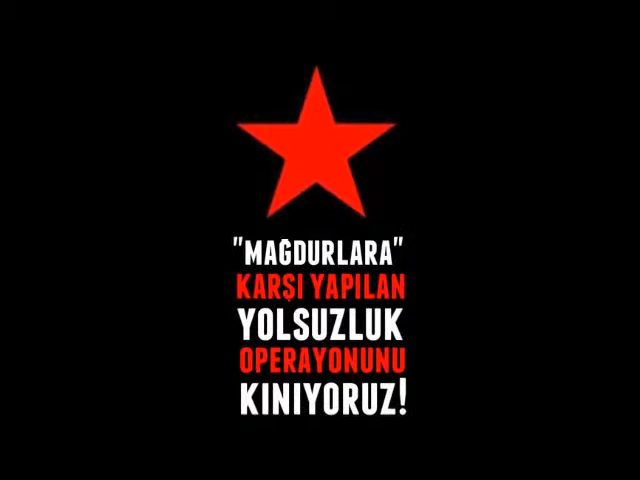 "MAĞDURLARA"
KARŞI YAPILAN
YOLSUZLUK
OPERAYONUNU
KINIYORUZ!